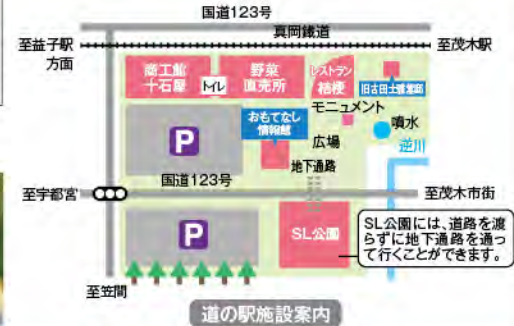 国道123号
真岡鐵道
至益子駅
方面
至茂木駅
商工館
十石屋
トイレ
野菜
直売所
レストラン
桔梗
旧古田土雅堂邸
モニュメント
おもてなし
情報館
噴水
広場
逆川
P
地下通路
国道123号
至宇都宮
至茂木市街
P
SL公園
SL公園には、道路を渡
らずに地下通路を通っ
て行くことができます。
至笠間
道の駅施設案内